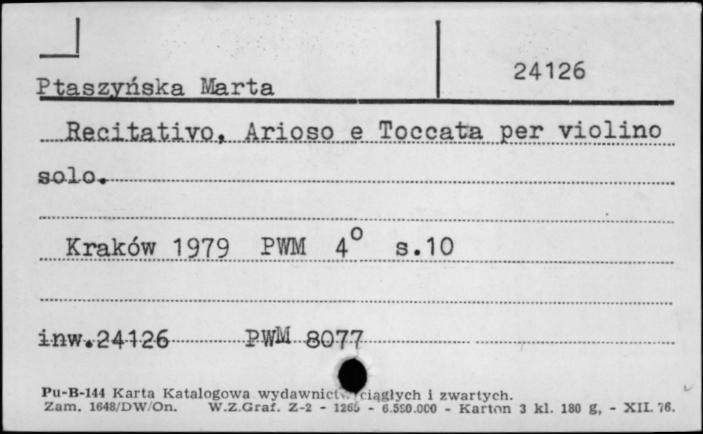 24126
Ptaszyńska Marta
Recitativo, Arioso e Toccata per violino
solo.
Kraków 1979 PWM 4° s.10
inw.24126 PWM 8077
Pu-B-144 Karta Katalogowa wydawnictw ciągłych i zwartych.
Zam. 1648/DW/On. W.Z.Graf. Z-2 - 1265 - 6.550.000 - Karton 3 kl. 180 g, - XII. 76.